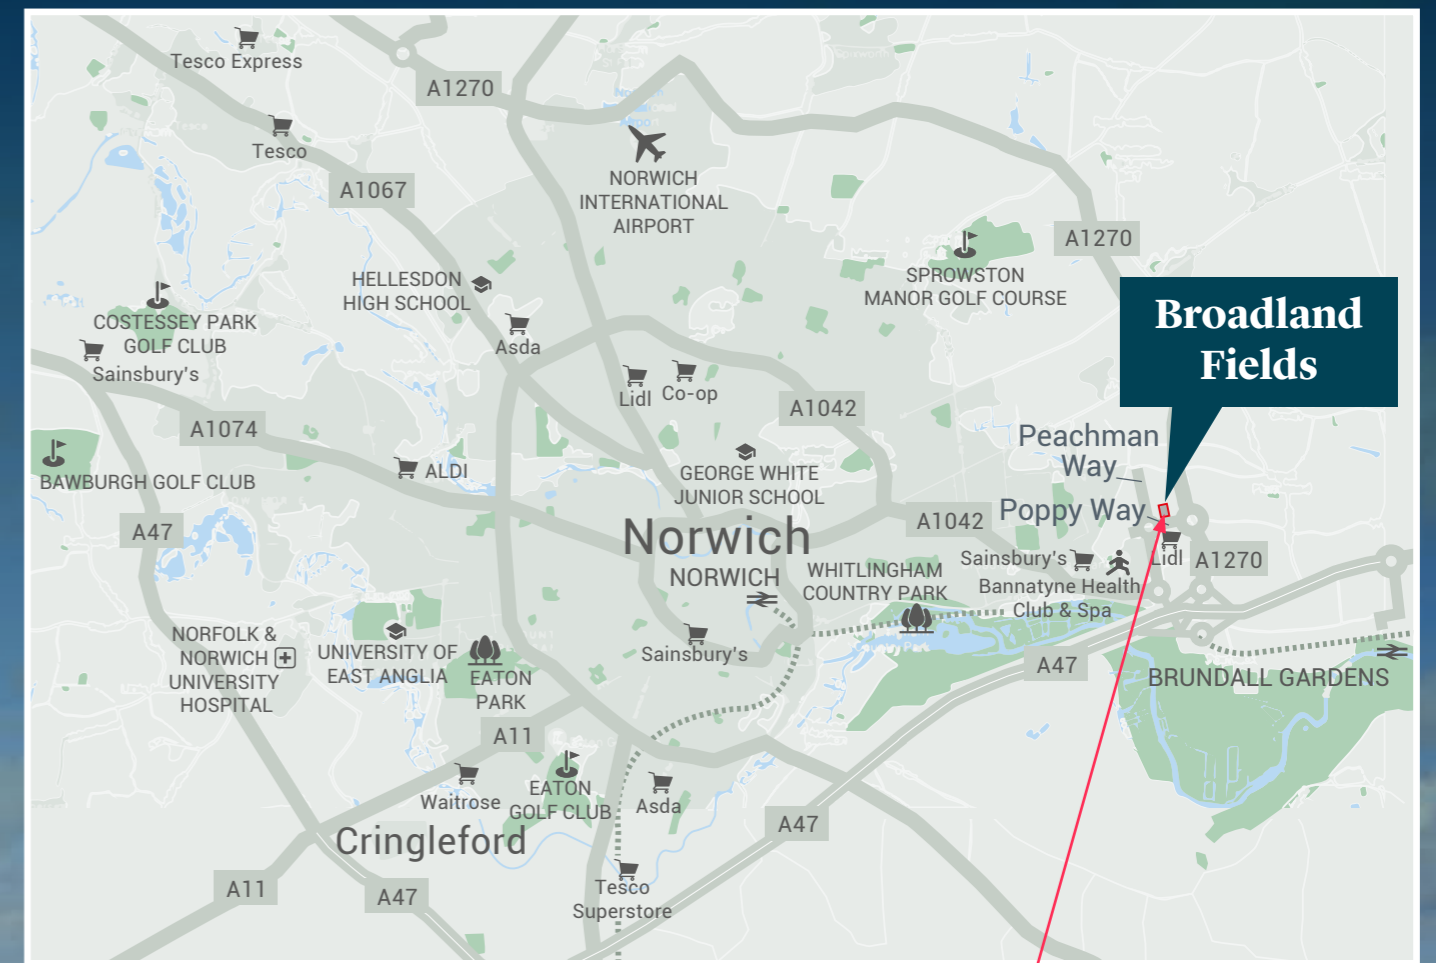 Tesco Express
A1270
Tesco
A1067
NORWICH
INTERNATIONAL
AIRPORT
A1270
HELLESDON
HIGH SCHOOL
SPROWSTON
MANOR GOLF COURSE
Broadland
Fields
COSTESSEY PARK
GOLF CLUB
Sainsbury's
Asda
Lidl
Co-op
A1042
A1074
Peachman
Way
BAWBURGH GOLF CLUB
ALDI
GEORGE WHITE
JUNIOR SCHOOL
Poppy Way
A47
Norwich
A1042
NORWICH
WHITLINGHAM
COUNTRY PARK
Sainsbury's
Lidl
A1270
Bannatyne Health
Club & Spa
NORFOLK &
NORWICH
UNIVERSITY
HOSPITAL
UNIVERSITY OF
EAST ANGLIA
EATON
PARK
Sainsbury's
A47
BRUNDALL GARDENS
A11
Waitrose
EATON
GOLF CLUB
Asda
A47
Cringleford
A11
A47
Tesco
Superstore